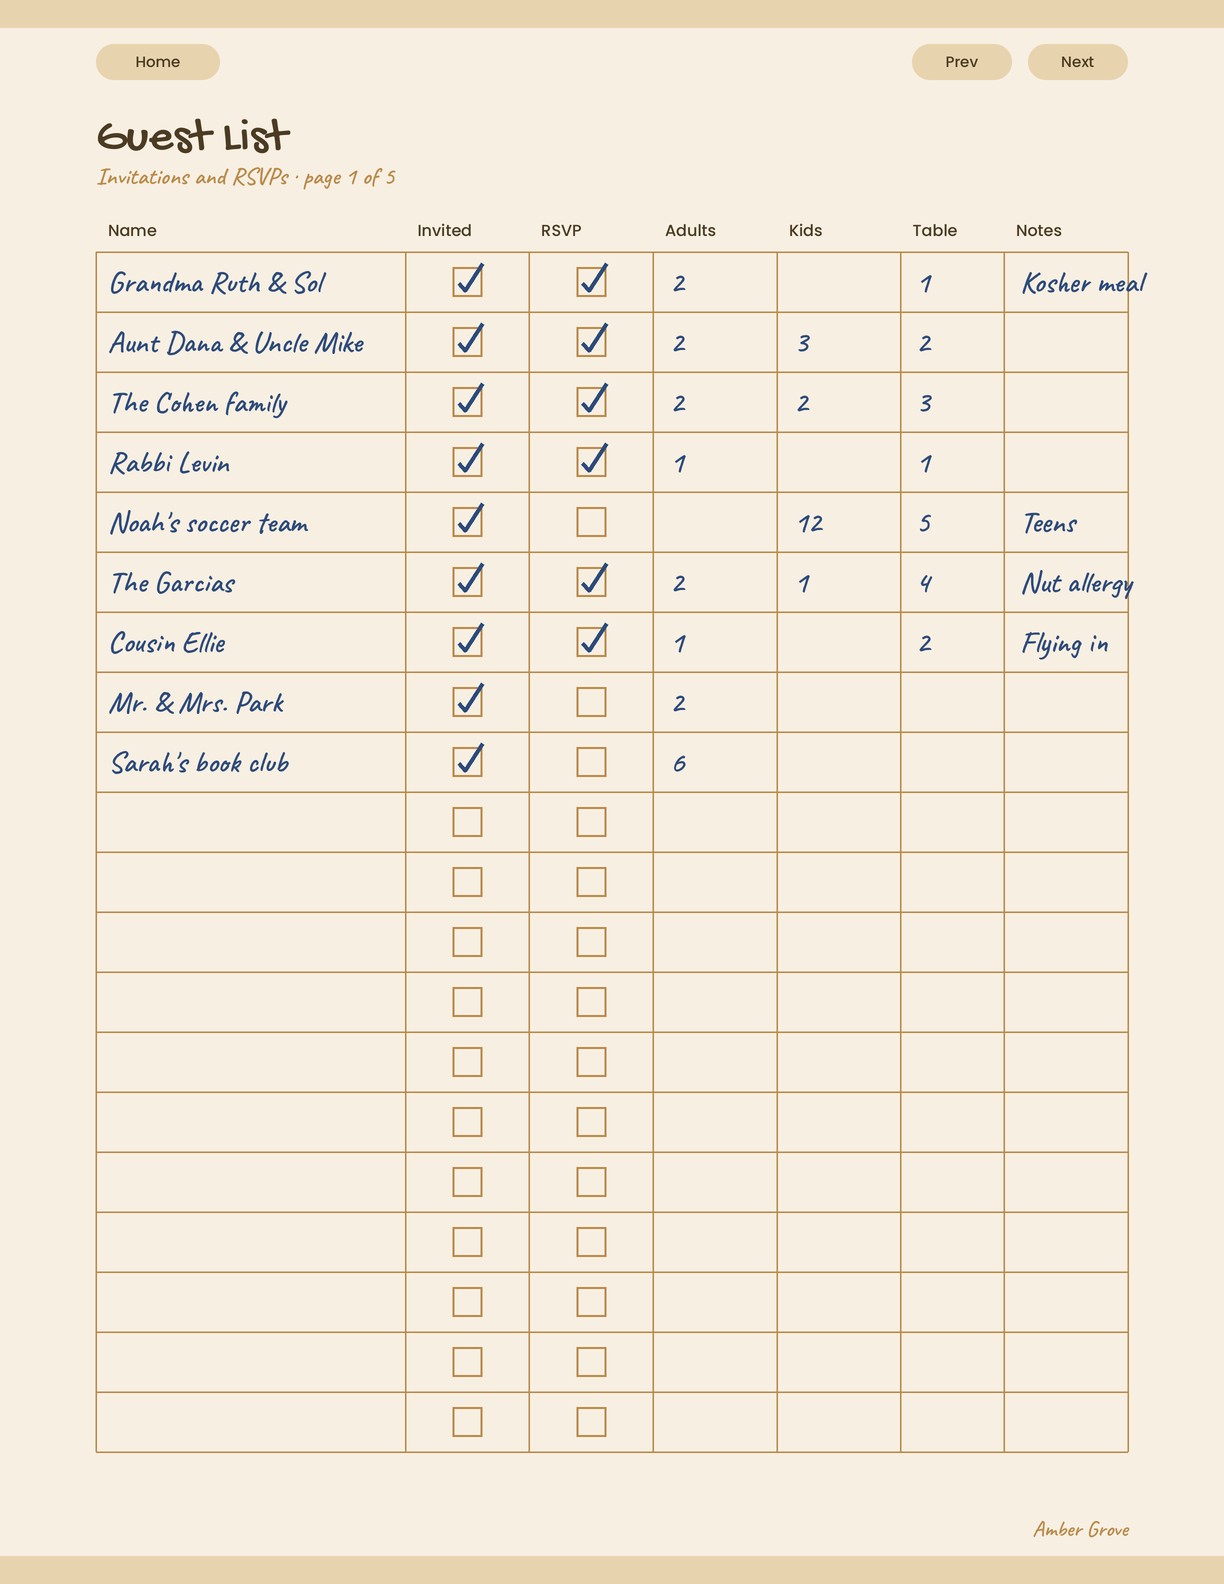 Home Prev Next
Guest List
Invitations and RSVPs · page 1 of 5
Name Invited RSVP Adults Kids Table Notes
Grandma Ruth & Sol 2 1 Kosher meal
Aunt Dana & Uncle Mike 2 3 2
The Cohen family 2 2 3
Rabbi Levin 1 1
Noah's soccer team 12 5 Teens
The Garcias 2 1 4 Nut allergy
Cousin Ellie 1 2 Flying in
Mr. & Mrs. Park 2
Sarah's book club 6
Amber Grove